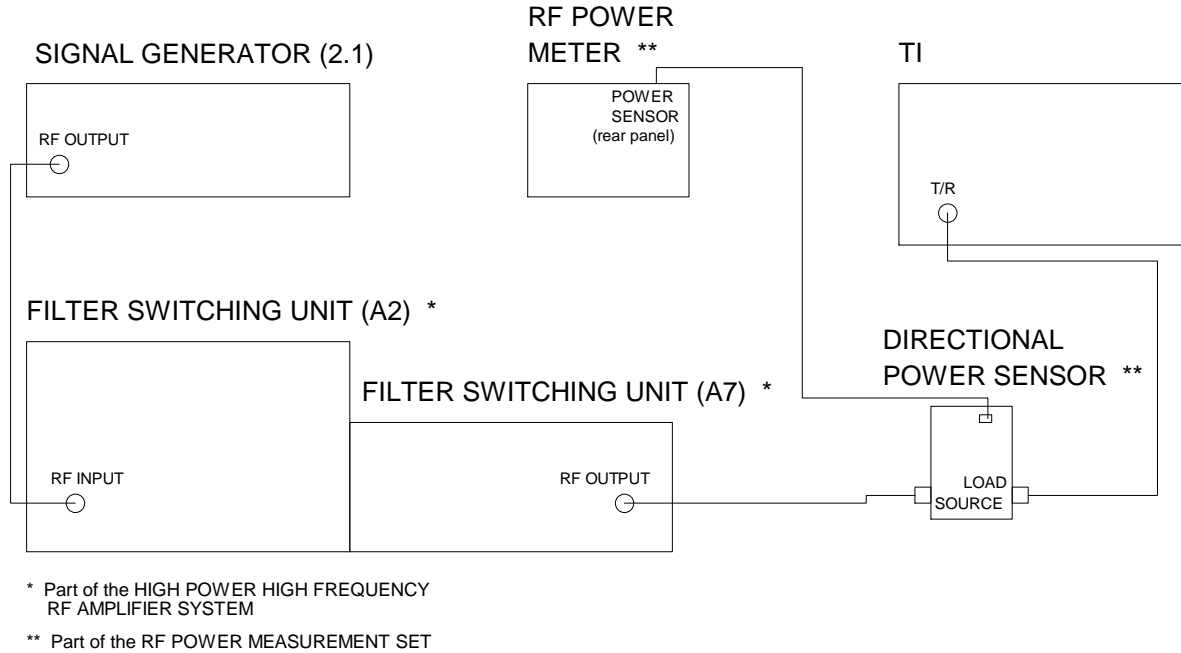 RF POWER
METER **
SIGNAL GENERATOR (2.1)
TI
POWER
SENSOR
(rear panel)
RF OUTPUT
T/R
FILTER SWITCHING UNIT (A2) *
DIRECTIONAL
POWER SENSOR **
FILTER SWITCHING UNIT (A7) *
RF INPUT
RF OUTPUT
LOAD
SOURCE
* Part of the HIGH POWER HIGH FREQUENCY
RF AMPLIFIER SYSTEM
** Part of the RF POWER MEASUREMENT SET